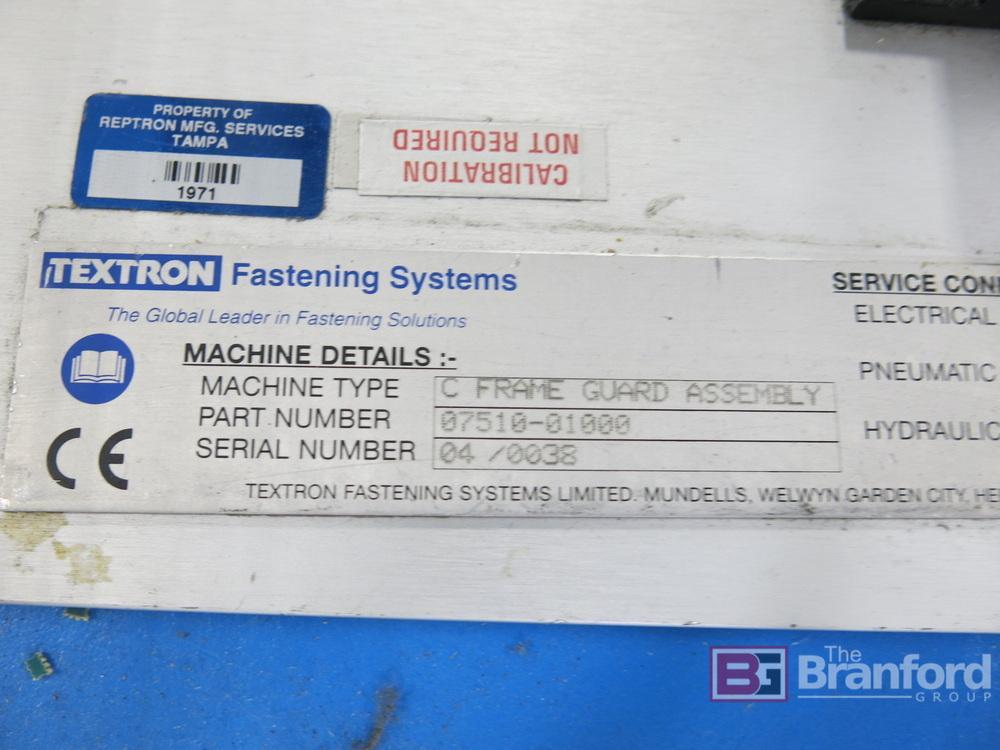 PROPERTY OF
REPTRON MFG. SERVICES
TAMPA
1971
CALIBRATION
NOT REQUIRED
TEXTRON Fastening Systems
The Global Leader in Fastening Solutions
MACHINE DETAILS :-
MACHINE TYPE C FRAME GUARD ASSEMBLY
PART NUMBER 07510-01000
SERIAL NUMBER 04 /0038
CE
SERVICE CON
ELECTRICAL
PNEUMATIC
HYDRAULIC
TEXTRON FASTENING SYSTEMS LIMITED. MUNDELLS, WELWYN GARDEN CITY, HE
BG The Branford GROUP